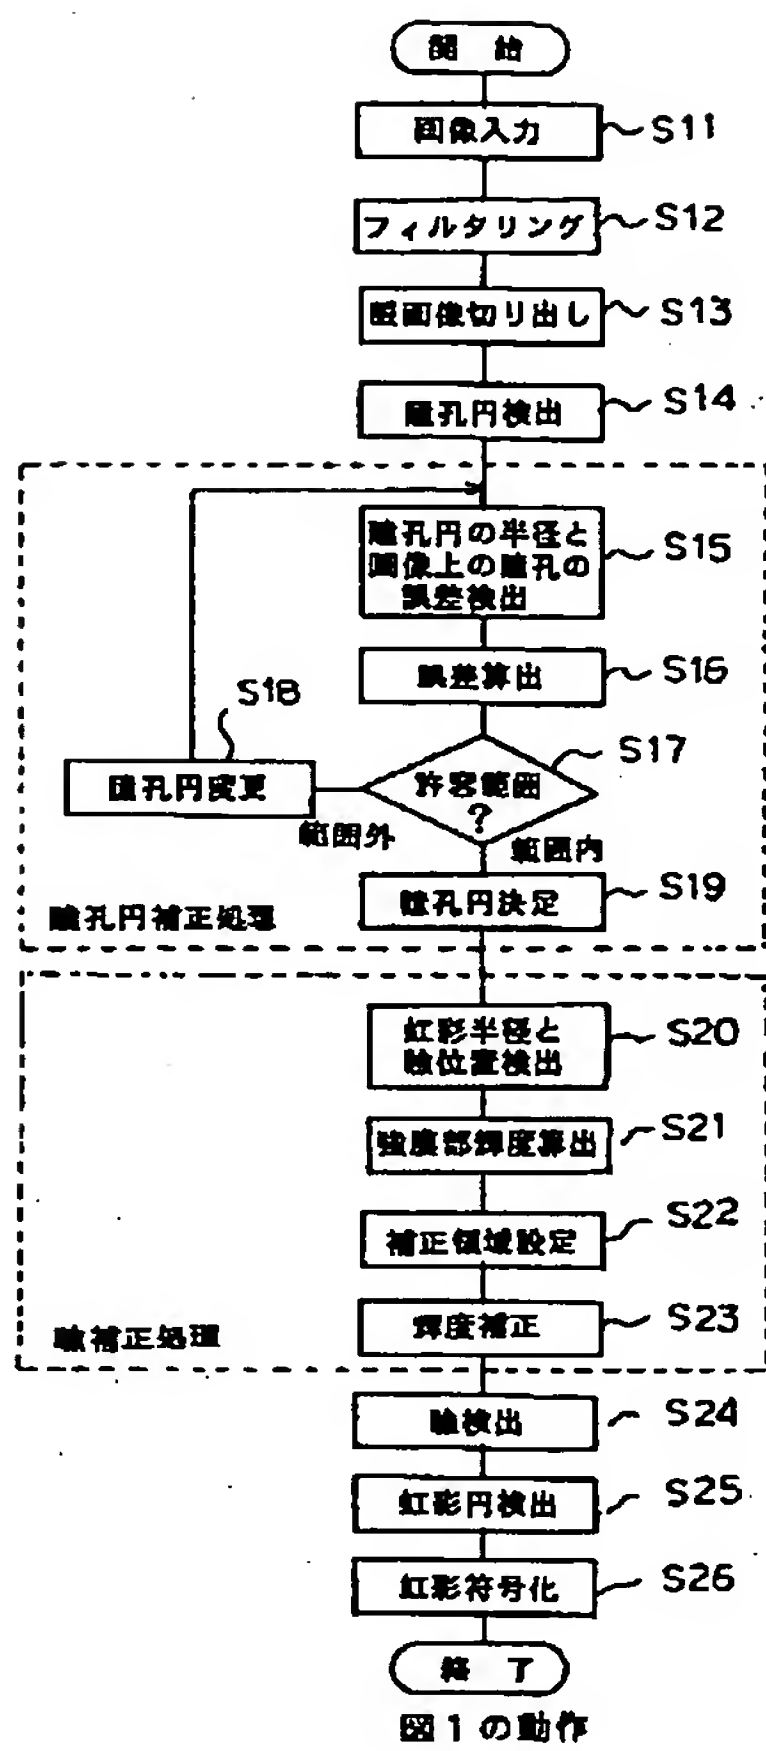 開 始
画像入力
S11
フィルタリング
S12
眼画像切り出し
S13
瞳孔円検出
S14
瞳孔円の半径と
画像上の瞳孔の
誤差検出
S15
誤差算出
S16
S18
S17
瞳孔円変更
許容範囲
?
範囲外
範囲内
瞳孔円決定
S19
瞳孔円補正処理
虹彩半径と
瞼位置検出
S20
強膜部輝度算出
S21
補正領域設定
S22
輝度補正
S23
瞼補正処理
瞼検出
S24
虹彩円検出
S25
虹彩符号化
S26
終 了
図1の動作